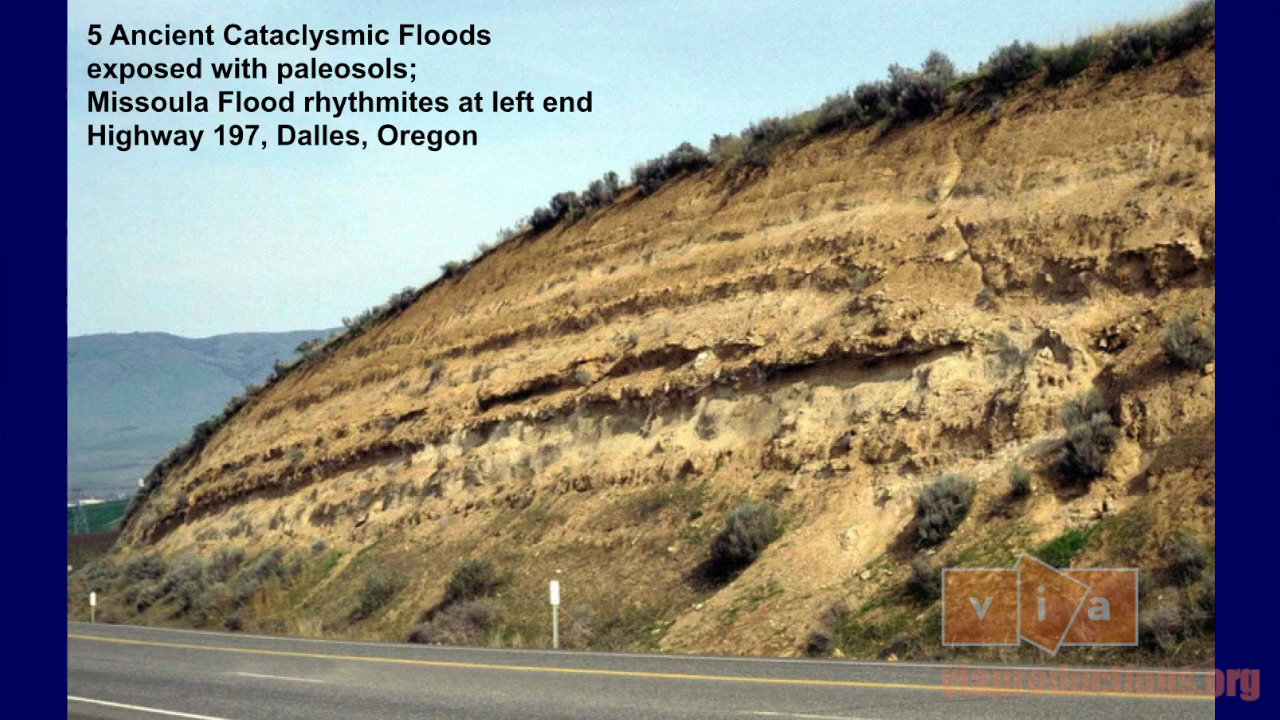 5 Ancient Cataclysmic Floods
exposed with paleosols;
Missoula Flood rhythmites at left end
Highway 197, Dalles, Oregon
via
viaproductions.org